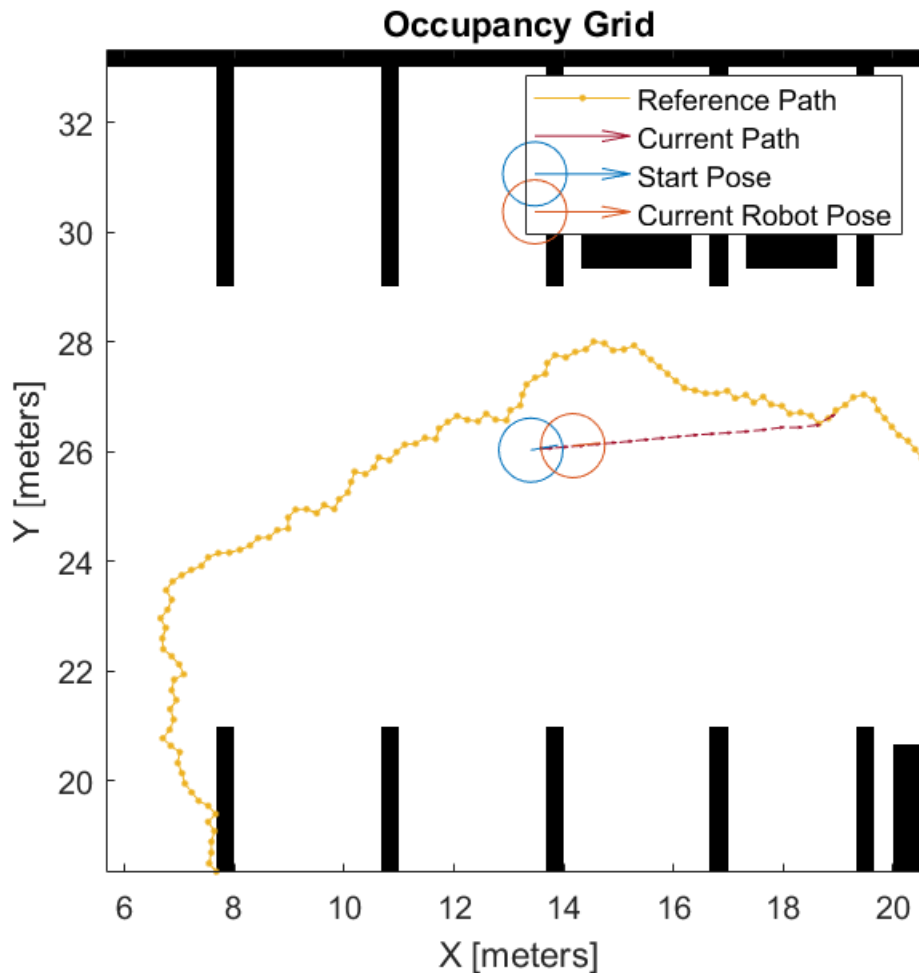 Occupancy Grid
Reference Path
Current Path
Start Pose
Current Robot Pose
32
30
28
26
24
22
20
Y [meters]
6 8 10 12 14 16 18 20
X [meters]